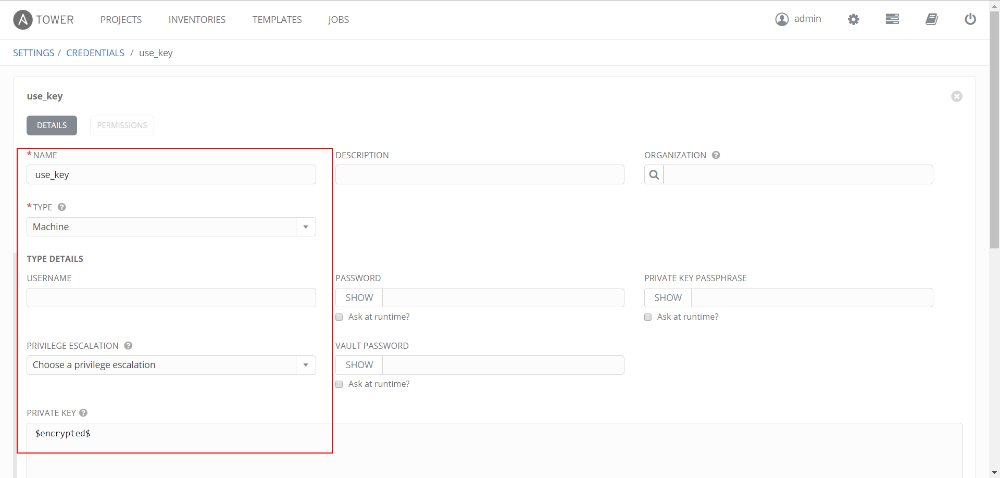 TOWER PROJECTS INVENTORIES TEMPLATES JOBS admin
SETTINGS / CREDENTIALS / use_key
use_key
DETAILS PERMISSIONS
* NAME DESCRIPTION ORGANIZATION ?
use_key
* TYPE ?
Machine
TYPE DETAILS
USERNAME PASSWORD PRIVATE KEY PASSPHRASE
SHOW SHOW
Ask at runtime? Ask at runtime?
PRIVILEGE ESCALATION ? VAULT PASSWORD
Choose a privilege escalation SHOW
Ask at runtime?
PRIVATE KEY ?
$encrypted$